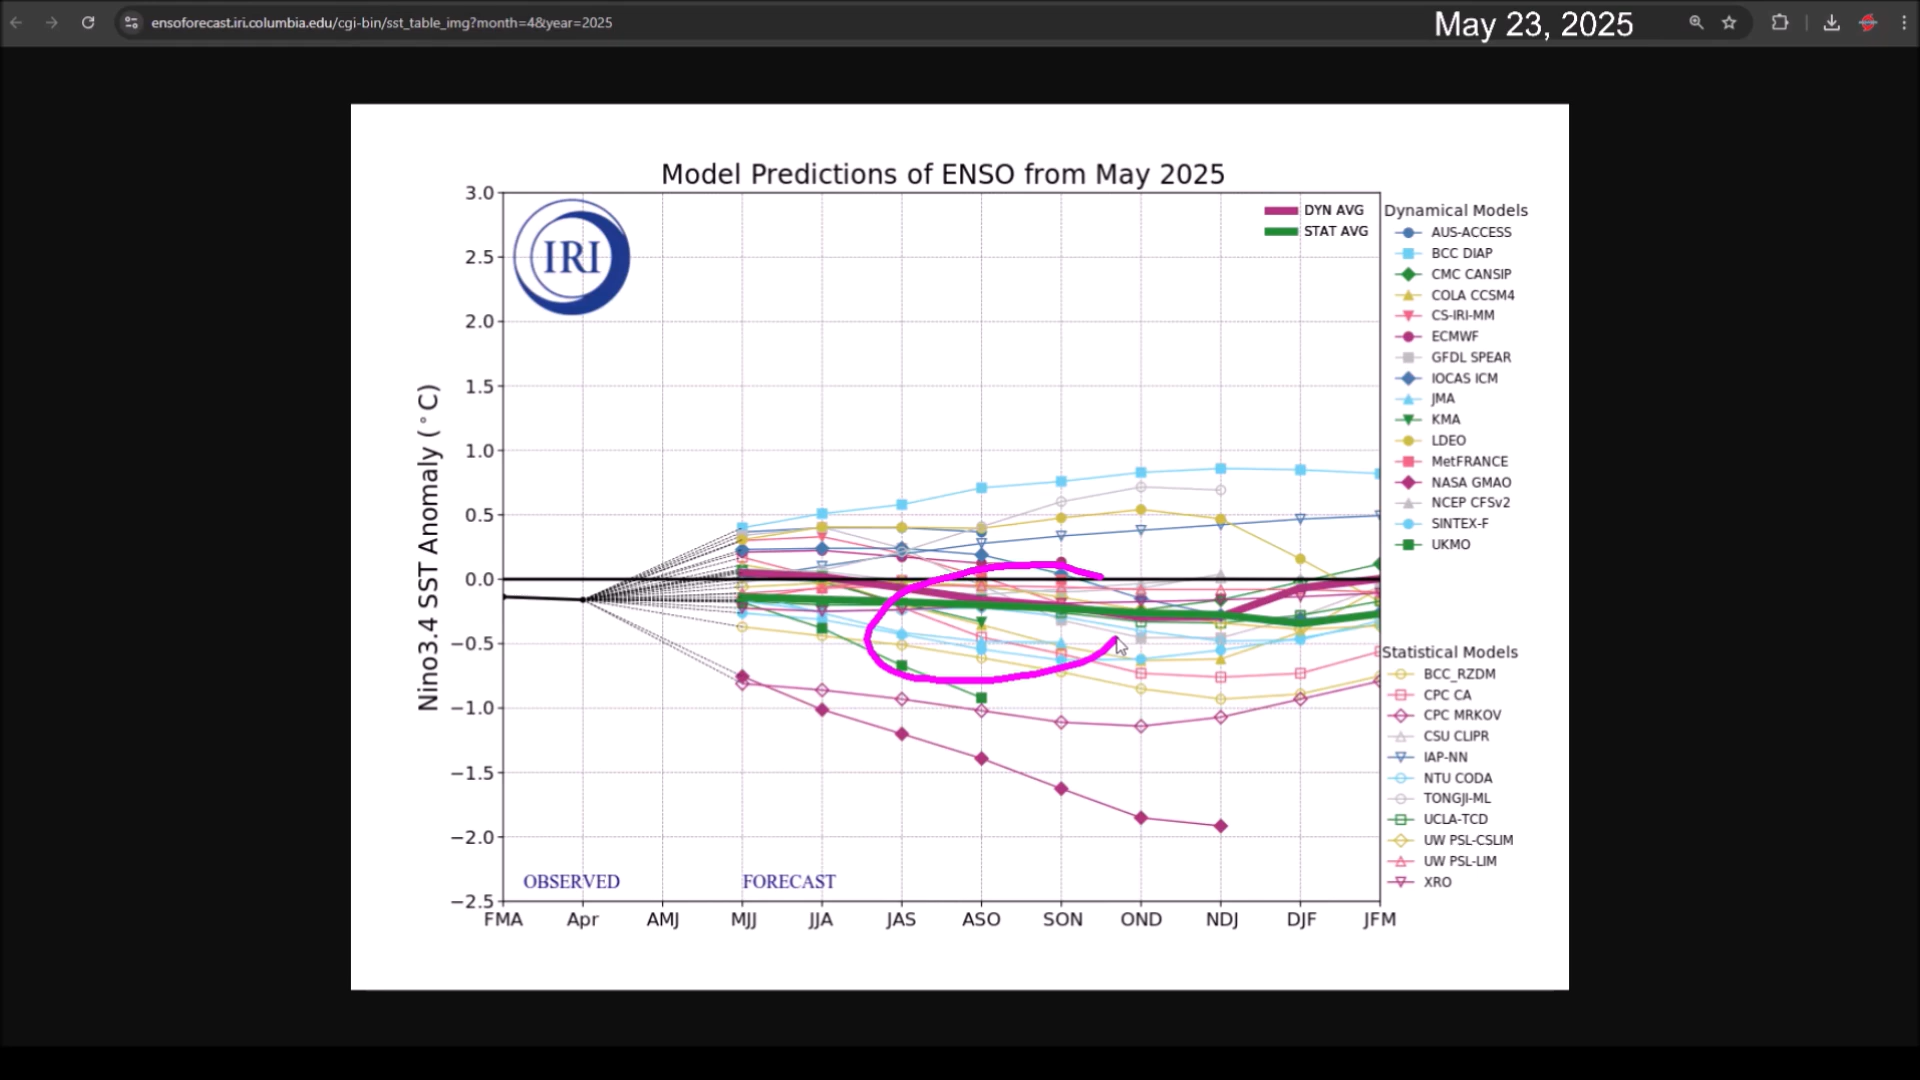 ensoforecast.iri.columbia.edu/cgi-bin/sst_table_img?month=4&year=2025
May 23, 2025
Model Predictions of ENSO from May 2025
IRI
DYN AVG
STAT AVG
Nino3.4 SST Anomaly (°C)
3.0
2.5
2.0
1.5
1.0
0.5
0.0
−0.5
−1.0
−1.5
−2.0
−2.5
OBSERVED
FORECAST
FMA Apr AMJ MJJ JJA JAS ASO SON OND NDJ DJF JFM
Dynamical Models
AUS-ACCESS
BCC DIAP
CMC CANSIP
COLA CCSM4
CS-IRI-MM
ECMWF
GFDL SPEAR
IOCAS ICM
JMA
KMA
LDEO
MetFRANCE
NASA GMAO
NCEP CFSv2
SINTEX-F
UKMO
Statistical Models
BCC_RZDM
CPC CA
CPC MRKOV
CSU CLIPR
IAP-NN
NTU CODA
TONGJI-ML
UCLA-TCD
UW PSL-CSLIM
UW PSL-LIM
XRO